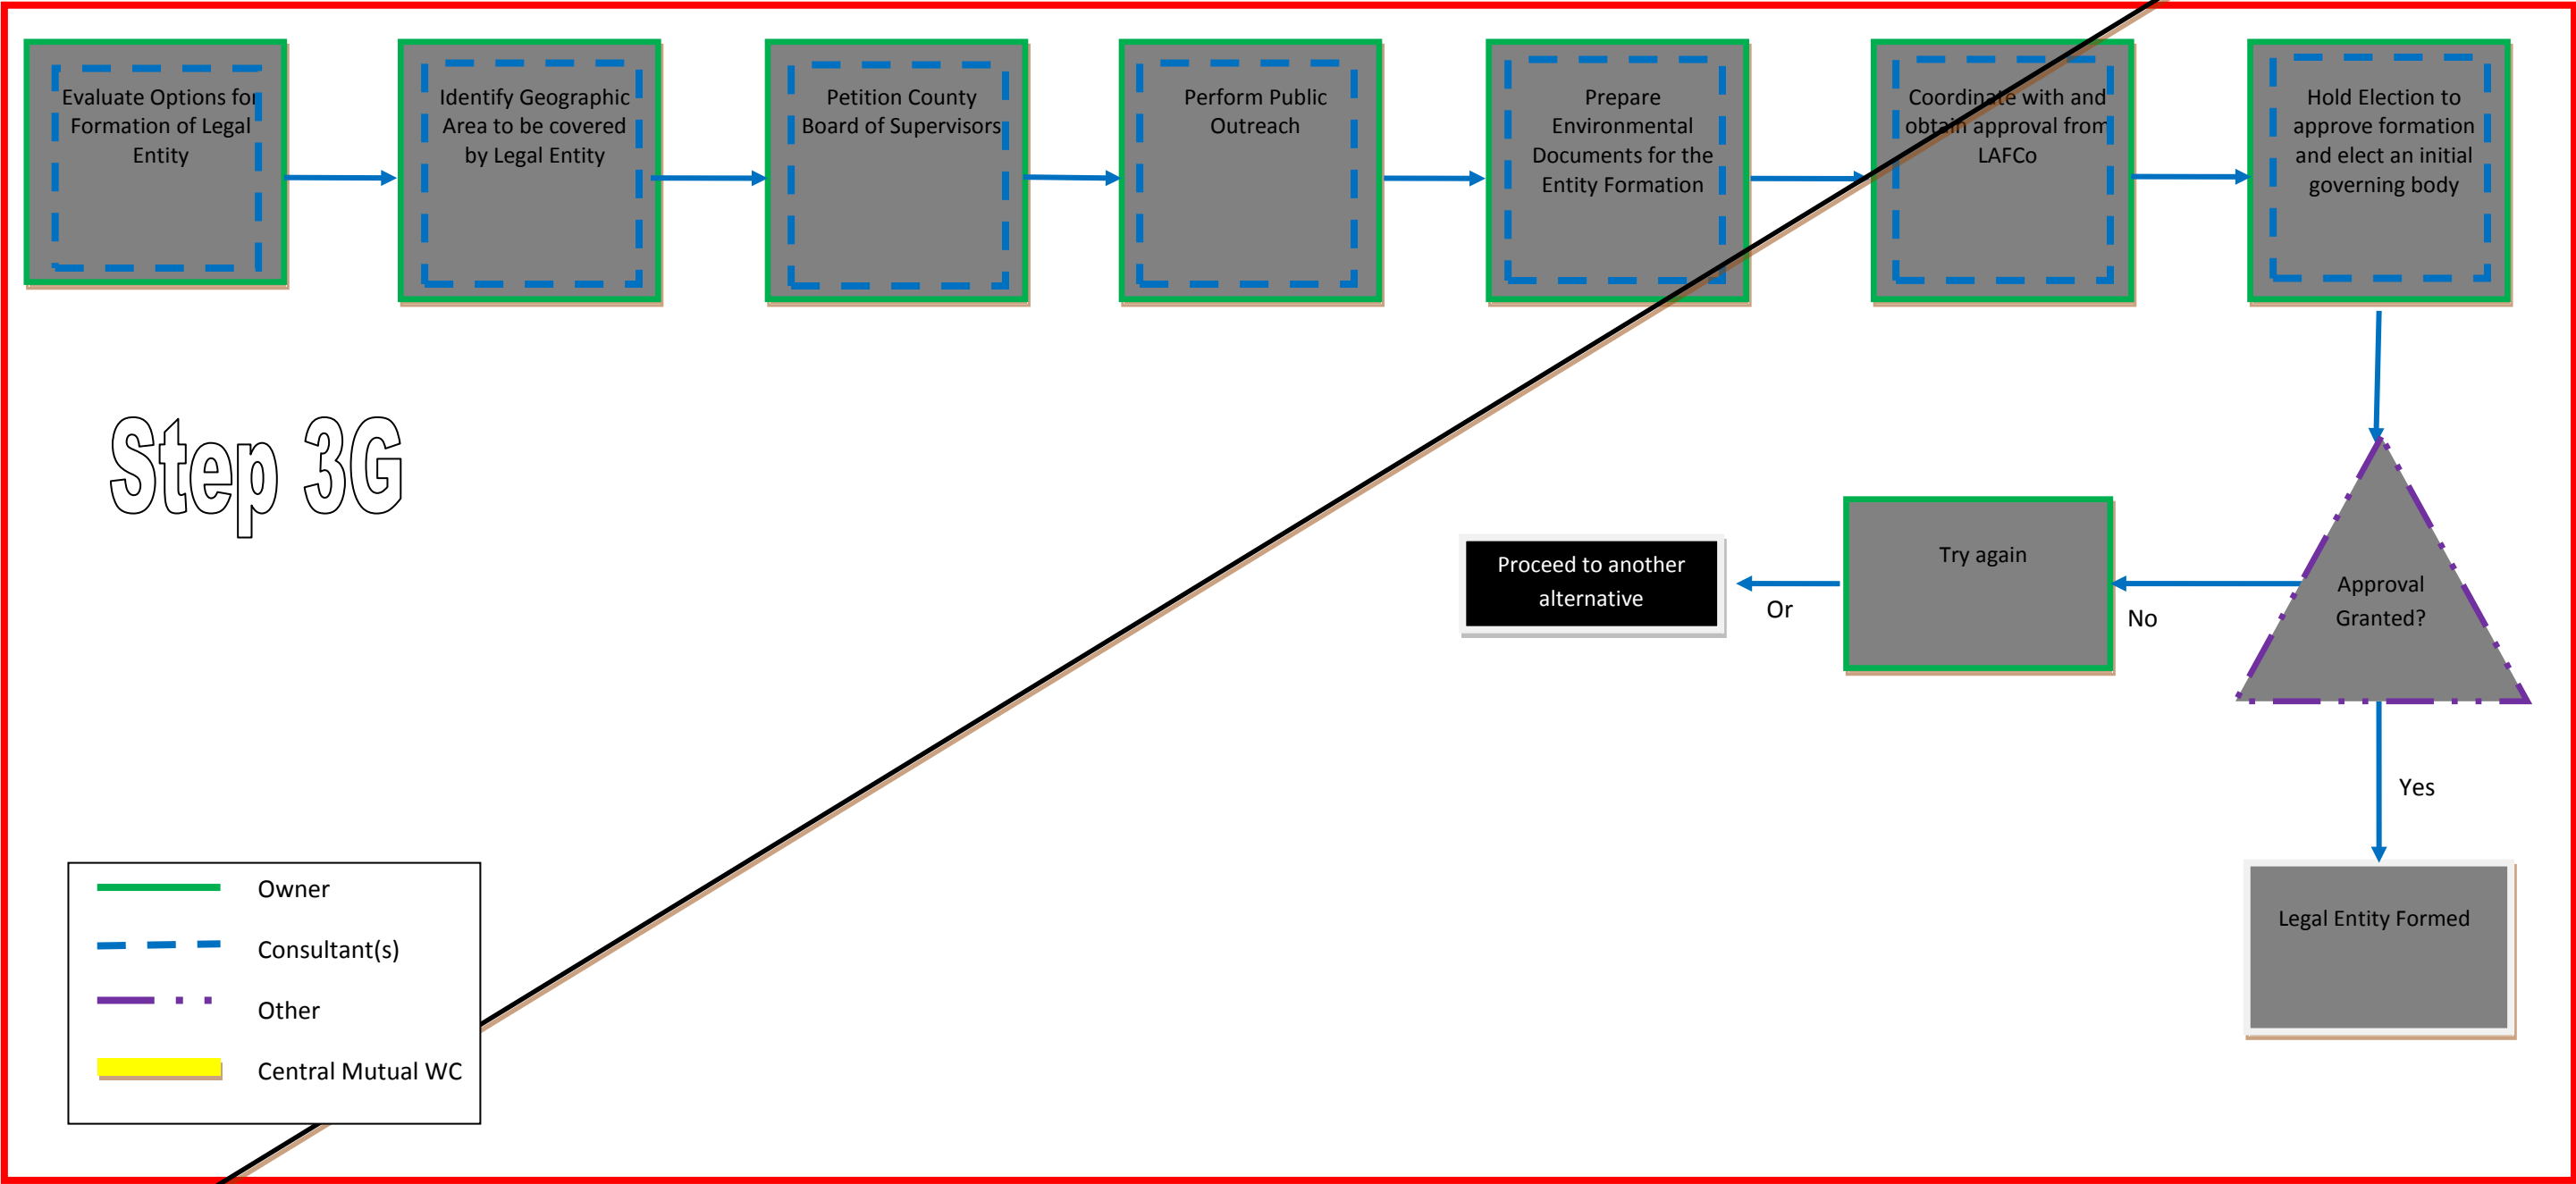 Evaluate Options for
Formation of Legal
Entity
Identify Geographic
Area to be covered
by Legal Entity
Petition County
Board of Supervisors
Perform Public
Outreach
Prepare
Environmental
Documents for the
Entity Formation
Coordinate with and
obtain approval from
LAFCo
Hold Election to
approve formation
and elect an initial
governing body
Step 3G
Approval
Granted?
No
Try again
Or
Proceed to another
alternative
Yes
Legal Entity Formed
Owner
Consultant(s)
Other
Central Mutual WC